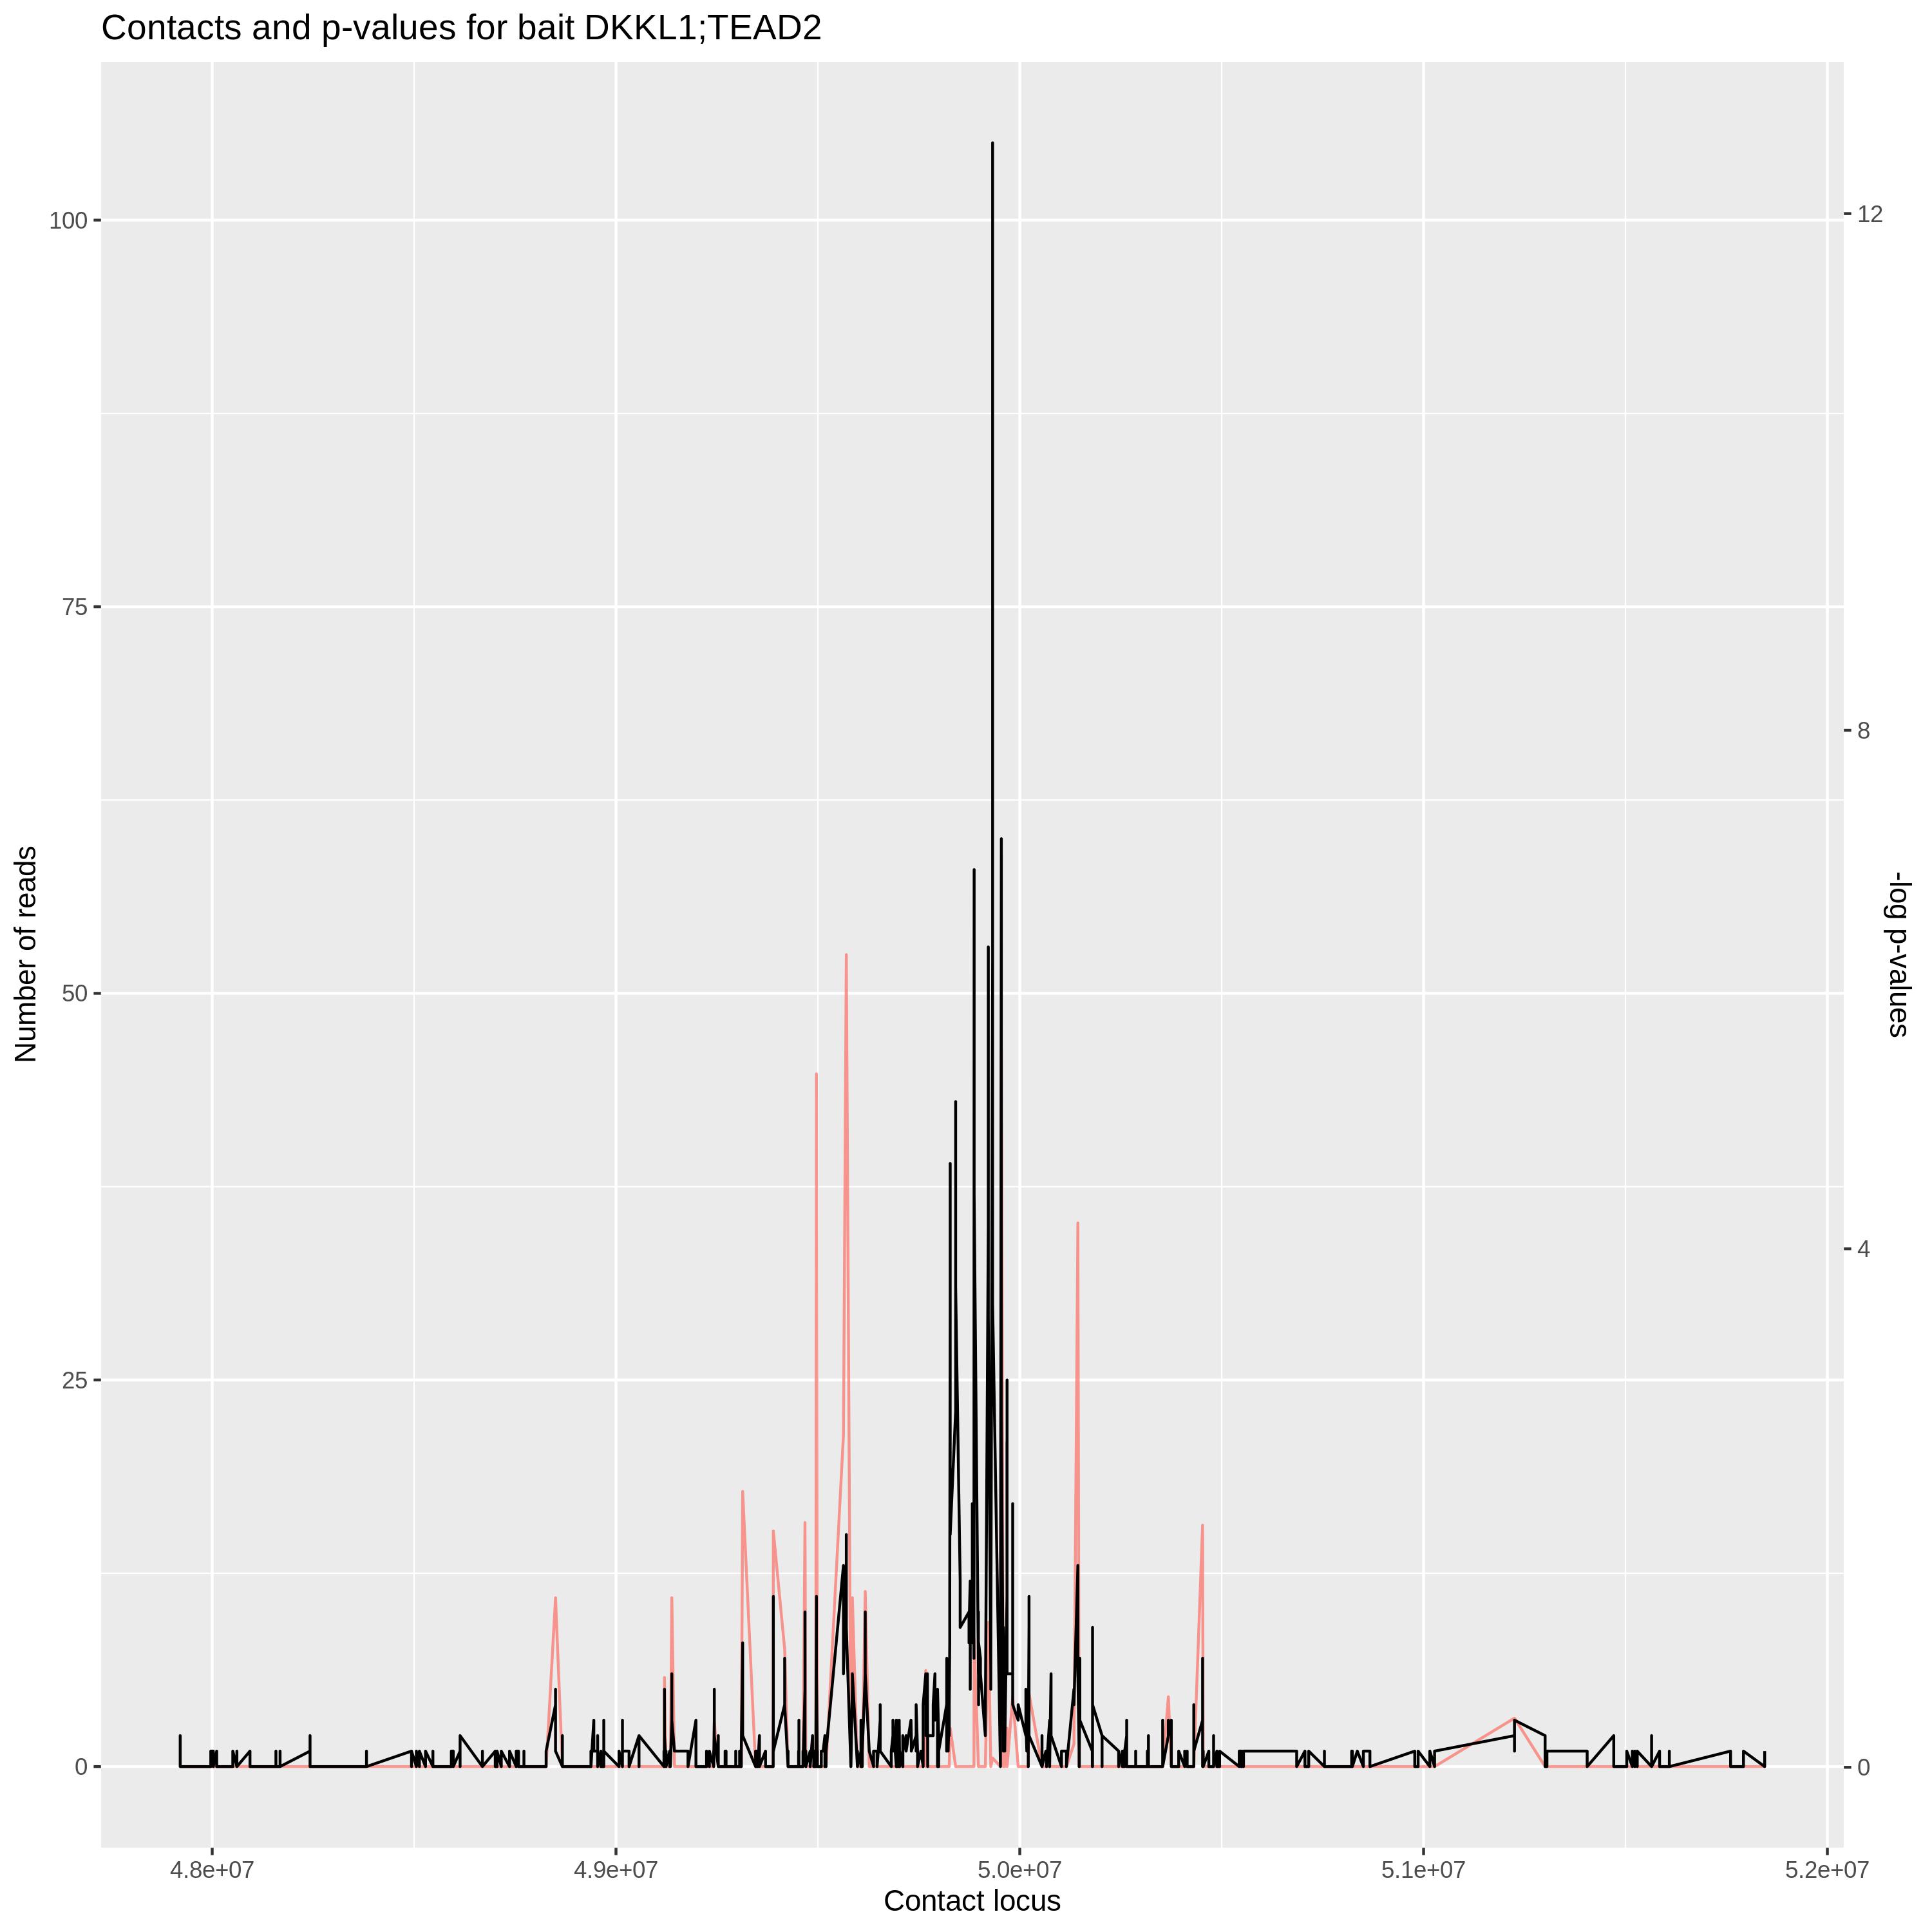 Contacts and p-values for bait DKKL1;TEAD2
100
75
50
25
0
12
8
4
0
Number of reads
-log p-values
4.8e+07
4.9e+07
5.0e+07
5.1e+07
5.2e+07
Contact locus